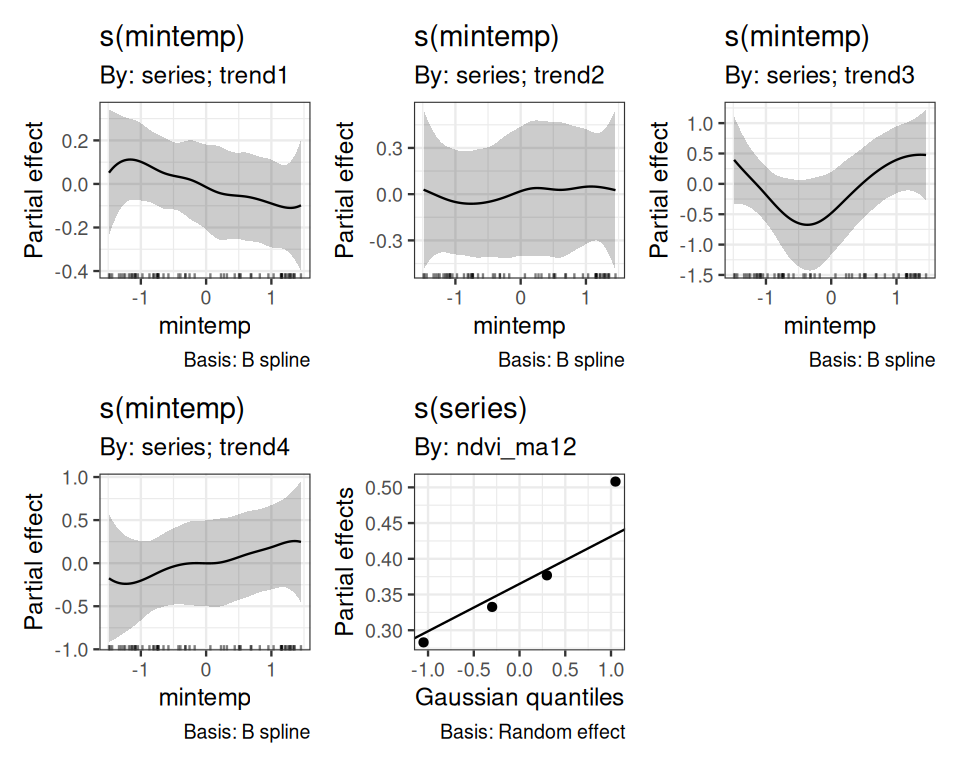 s(mintemp)
By: series; trend1
Partial effect
0.2
0.0
-0.2
-0.4
-1 0 1
mintemp
Basis: B spline
s(mintemp)
By: series; trend2
Partial effect
0.3
0.0
-0.3
-1 0 1
mintemp
Basis: B spline
s(mintemp)
By: series; trend3
Partial effect
1.0
0.5
0.0
-0.5
-1.0
-1.5
-1 0 1
mintemp
Basis: B spline
s(mintemp)
By: series; trend4
Partial effect
1.0
0.5
0.0
-0.5
-1.0
-1 0 1
mintemp
Basis: B spline
s(series)
By: ndvi_ma12
Partial effects
0.50
0.45
0.40
0.35
0.30
-1.0 -0.5 0.0 0.5 1.0
Gaussian quantiles
Basis: Random effect